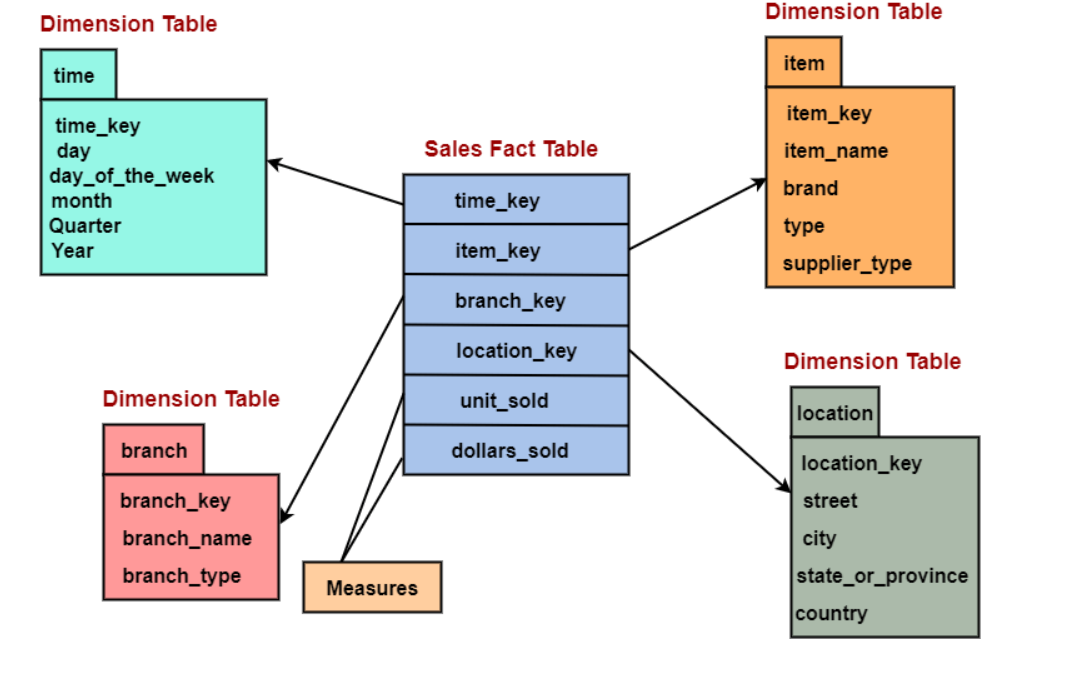 Dimension Table
time
time_key
day
day_of_the_week
month
Quarter
Year
Sales Fact Table
time_key
item_key
branch_key
location_key
unit_sold
dollars_sold
Dimension Table
item
item_key
item_name
brand
type
supplier_type
Dimension Table
branch
branch_key
branch_name
branch_type
Measures
Dimension Table
location
location_key
street
city
state_or_province
country